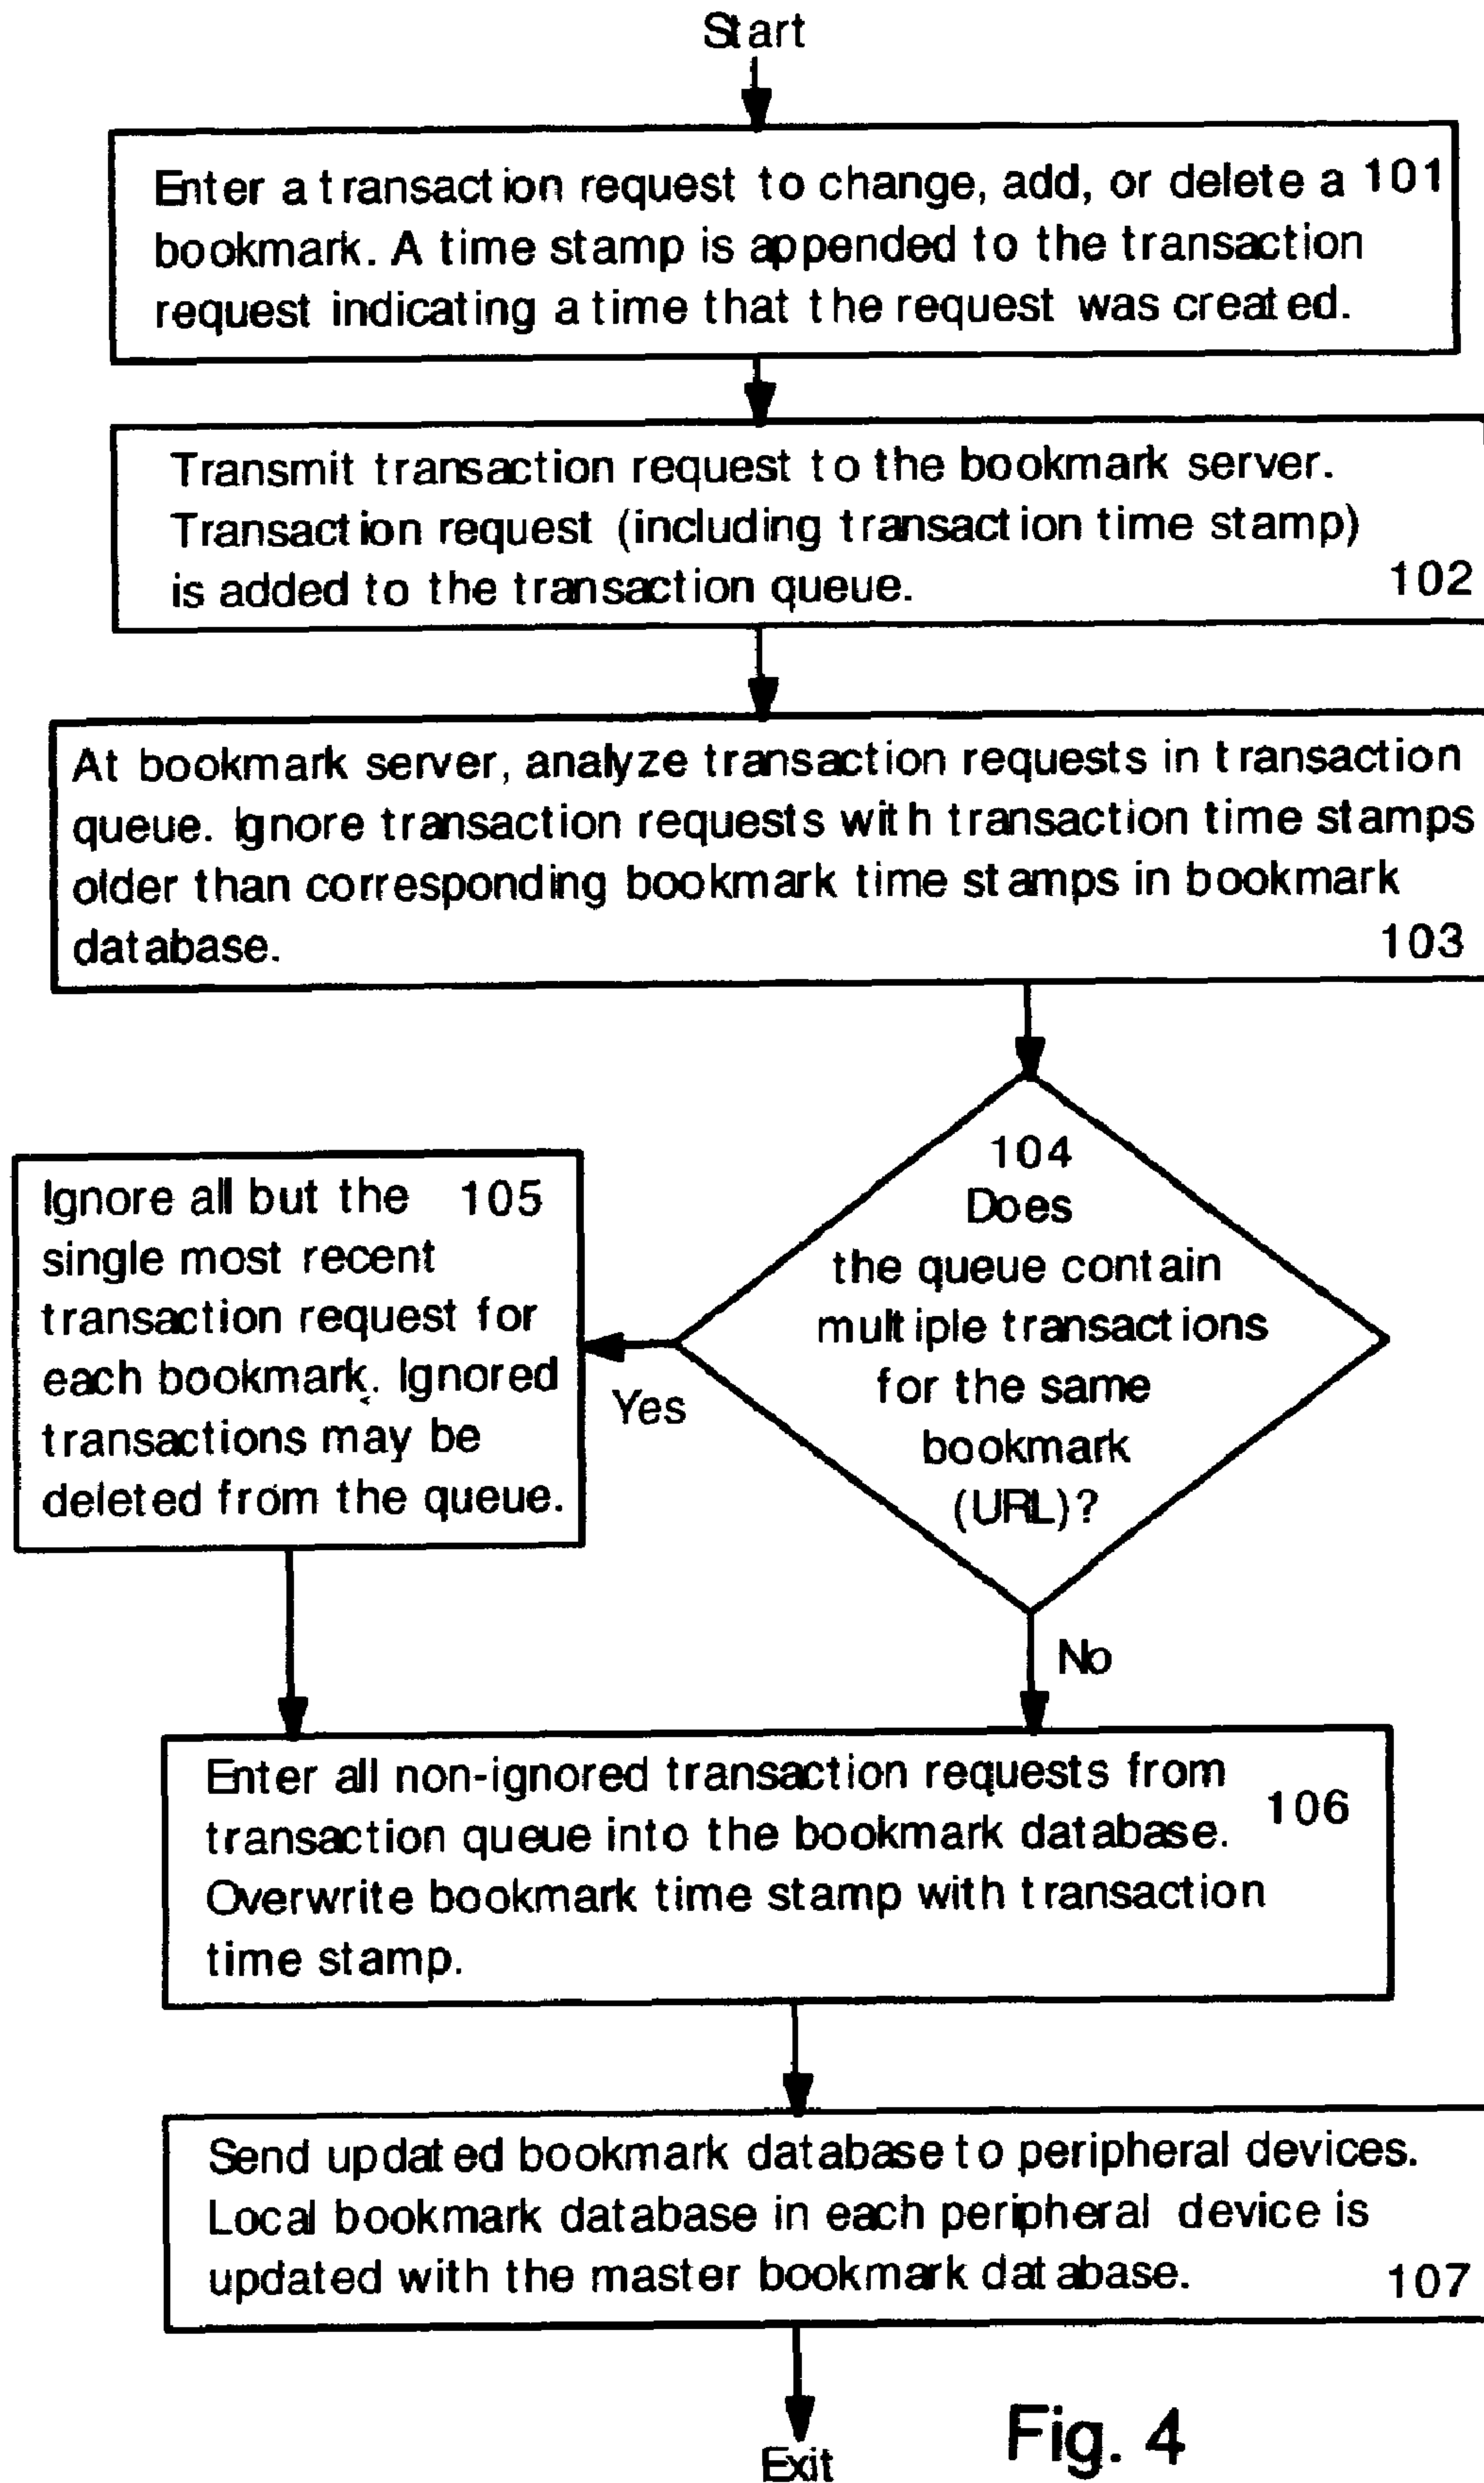 Start
Enter a transaction request to change, add, or delete a 101
bookmark. A time stamp is appended to the transaction
request indicating a time that the request was created.
Transmit transaction request to the bookmark server.
Transaction request (including transaction time stamp)
is added to the transaction queue. 102
At bookmark server, analyze transaction requests in transaction
queue. Ignore transaction requests with transaction time stamps
older than corresponding bookmark time stamps in bookmark
database. 103
104
Does
the queue contain
multiple transactions
for the same
bookmark
(URL)?
Yes
Ignore all but the 105
single most recent
transaction request for
each bookmark. Ignored
transactions may be
deleted from the queue.
No
Enter all non-ignored transaction requests from
106
transaction queue into the bookmark database.
Overwrite bookmark time stamp with transaction
time stamp.
Send updated bookmark database to peripheral devices.
Local bookmark database in each peripheral device is
updated with the master bookmark database. 107
Exit
Fig. 4